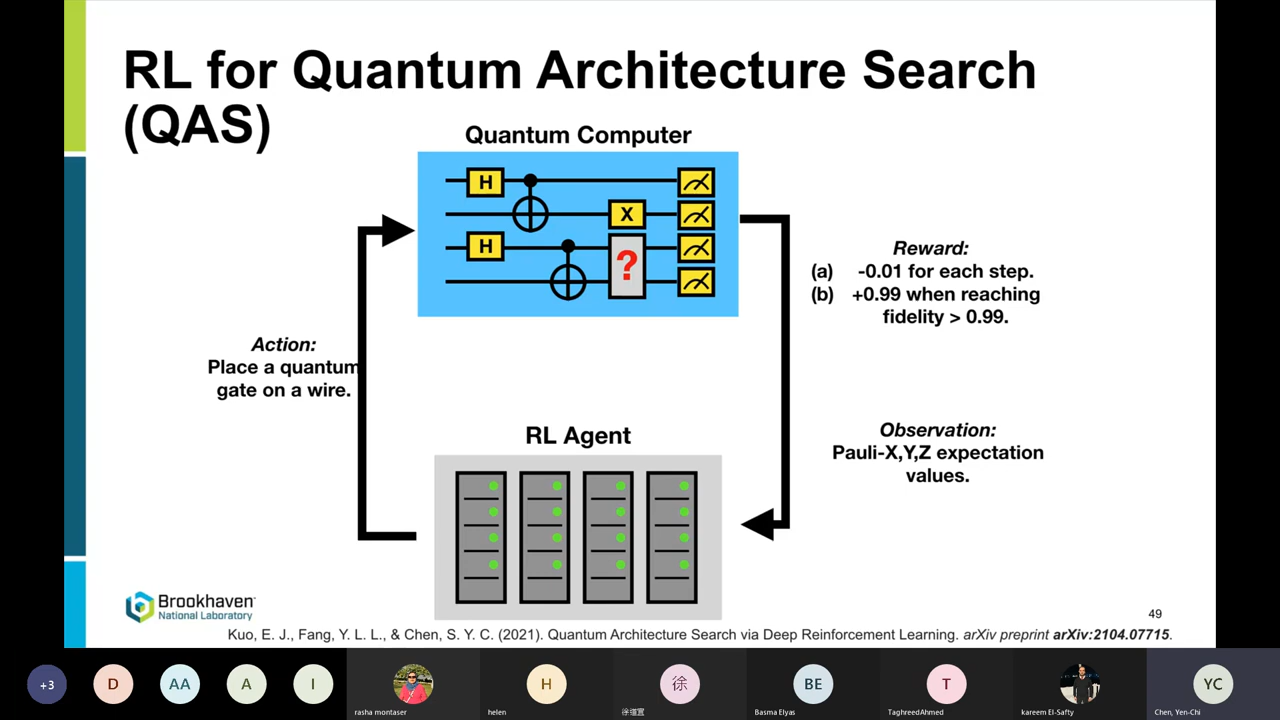 RL for Quantum Architecture Search
(QAS)
Quantum Computer
H
X
H
?
Reward:
(a) -0.01 for each step.
(b) +0.99 when reaching
fidelity > 0.99.
Action:
Place a quantum
gate on a wire.
RL Agent
Observation:
Pauli-X,Y,Z expectation
values.
Brookhaven
National Laboratory
49
Kuo, E. J., Fang, Y. L. L., & Chen, S. Y. C. (2021). Quantum Architecture Search via Deep Reinforcement Learning. arXiv preprint arXiv:2104.07715.
+3
D
AA
A
I
H
徐
BE
T
YC
rasha montaser
helen
徐道宣
Basma Elyas
TaghreedAhmed
kareem El-Safty
Chen, Yen-Chi